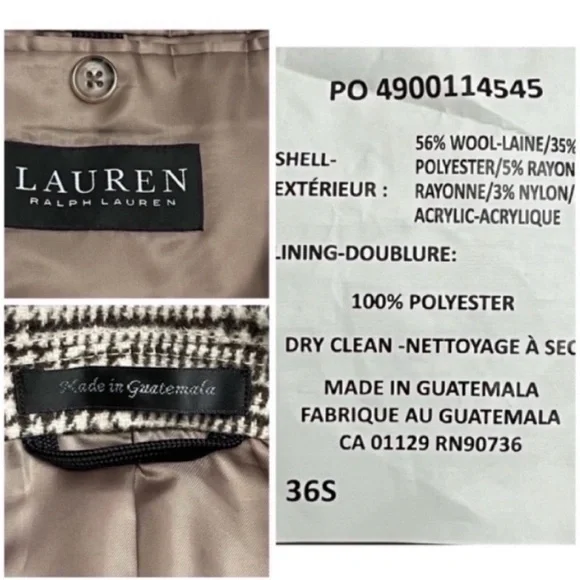 LAUREN
RALPH LAUREN
Made in Guatemala
PO 4900114545
SHELL-
EXTÉRIEUR :
56% WOOL-LAINE/35%
POLYESTER/5% RAYON
RAYONNE/3% NYLON/
ACRYLIC-ACRYLIQUE
LINING-DOUBLURE:
100% POLYESTER
DRY CLEAN -NETTOYAGE À SEC
MADE IN GUATEMALA
FABRIQUE AU GUATEMALA
CA 01129 RN90736
36S